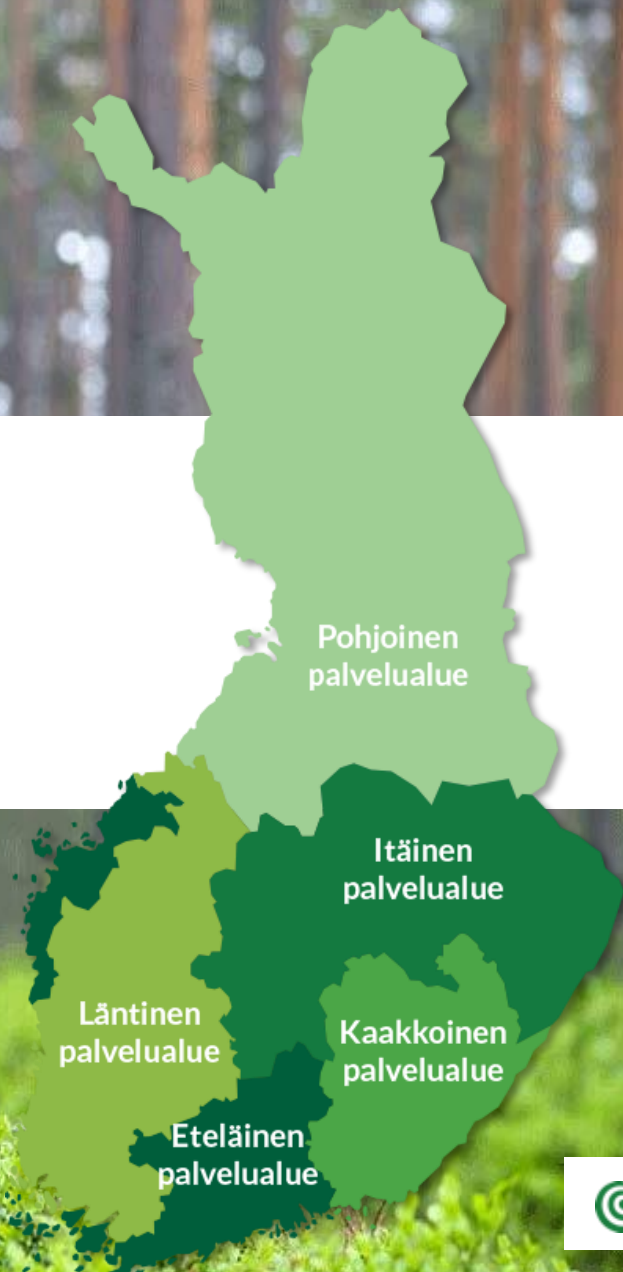 Pohjoinen
palvelualue
Itäinen
palvelualue
Läntinen
palvelualue
Kaakkoinen
palvelualue
Eteläinen
palvelualue